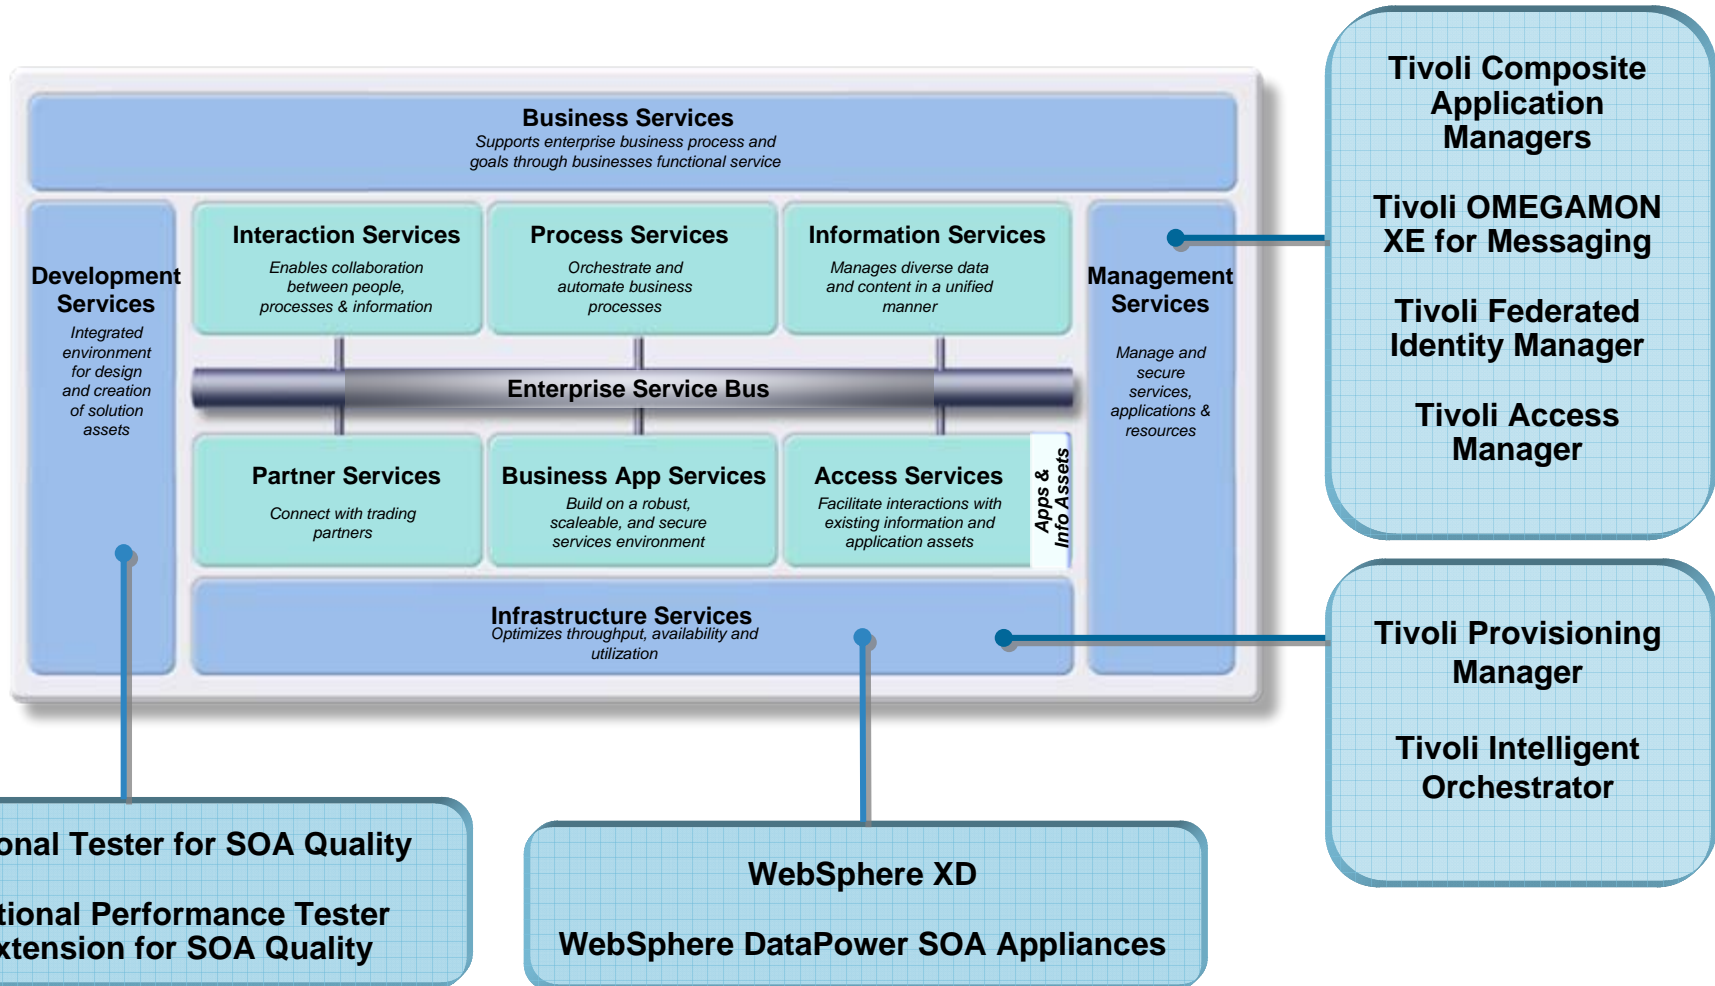 Business Services
Supports enterprise business process and
goals through businesses functional service
Development
Services
Integrated
environment
for design
and creation
of solution
assets
Interaction Services
Enables collaboration
between people,
processes & information
Process Services
Orchestrate and
automate business
processes
Information Services
Manages diverse data
and content in a unified
manner
Management
Services
Manage and
secure
services,
applications &
resources
Enterprise Service Bus
Partner Services
Connect with trading
partners
Business App Services
Build on a robust,
scaleable, and secure
services environment
Access Services
Facilitate interactions with
existing information and
application assets
Apps &
Info Assets
Infrastructure Services
Optimizes throughput, availability and
utilization
Tivoli Composite
Application
Managers
Tivoli OMEGAMON
XE for Messaging
Tivoli Federated
Identity Manager
Tivoli Access
Manager
Tivoli Provisioning
Manager
Tivoli Intelligent
Orchestrator
Tester for SOA Quality
Performance Tester
for SOA Quality
WebSphere XD
WebSphere DataPower SOA Appliances